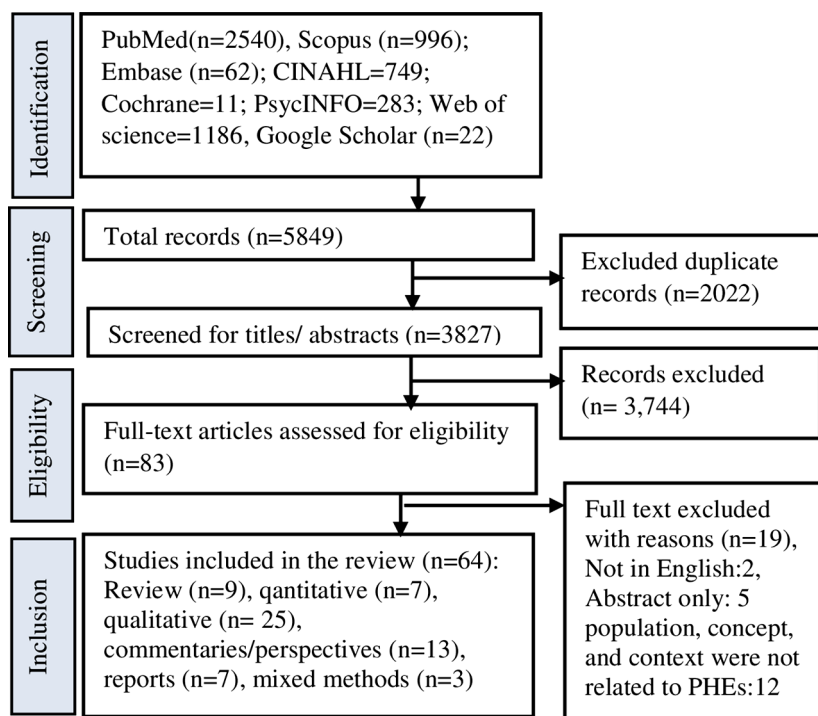 Identification
PubMed(n=2540), Scopus (n=996);
Embase (n=62); CINAHL=749;
Cochrane=11; PsycINFO=283; Web of
science=1186, Google Scholar (n=22)
Screening
Total records (n=5849)
Excluded duplicate
records (n=2022)
Screened for titles/ abstracts (n=3827)
Records excluded
(n= 3,744)
Eligibility
Full-text articles assessed for eligibility
(n=83)
Full text excluded
with reasons (n=19),
Not in English:2,
Abstract only: 5
population, concept,
and context were not
related to PHEs:12
Inclusion
Studies included in the review (n=64):
Review (n=9), qantitative (n=7),
qualitative (n= 25),
commentaries/perspectives (n=13),
reports (n=7), mixed methods (n=3)